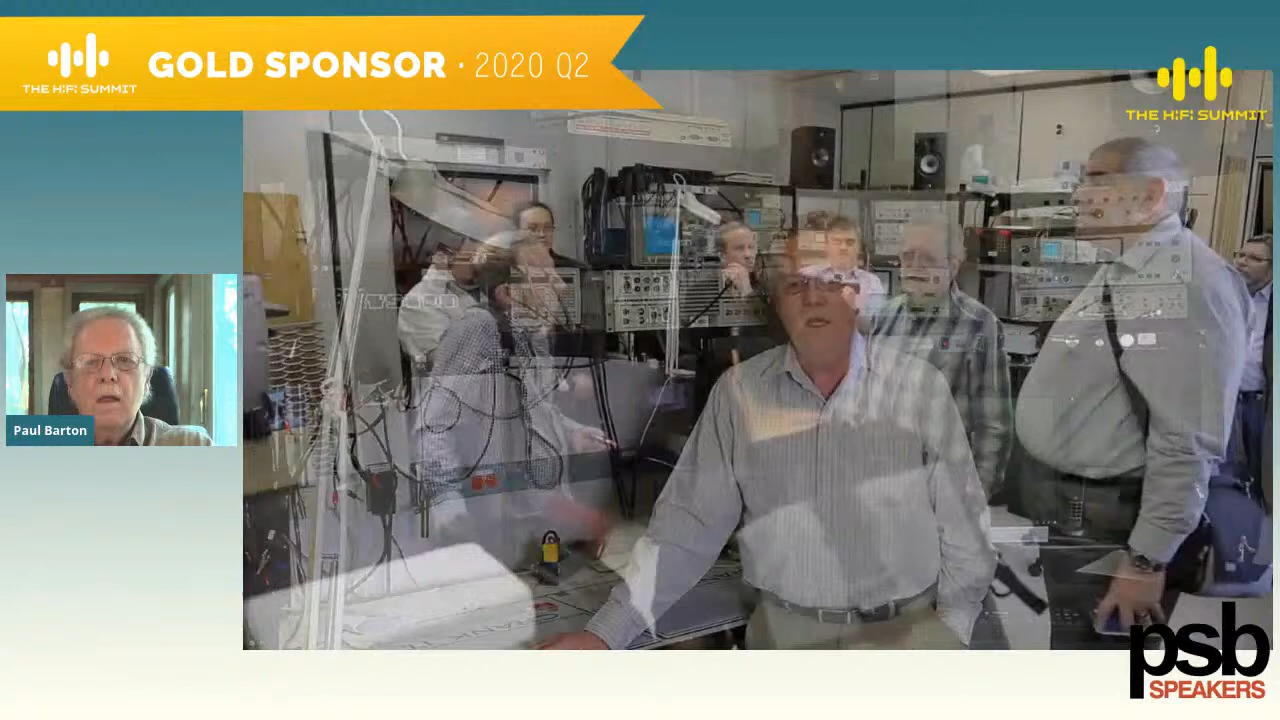 THE HiFi SUMMIT
GOLD SPONSOR · 2020 Q2
THE HiFi SUMMIT
Paul Barton
psb
SPEAKERS